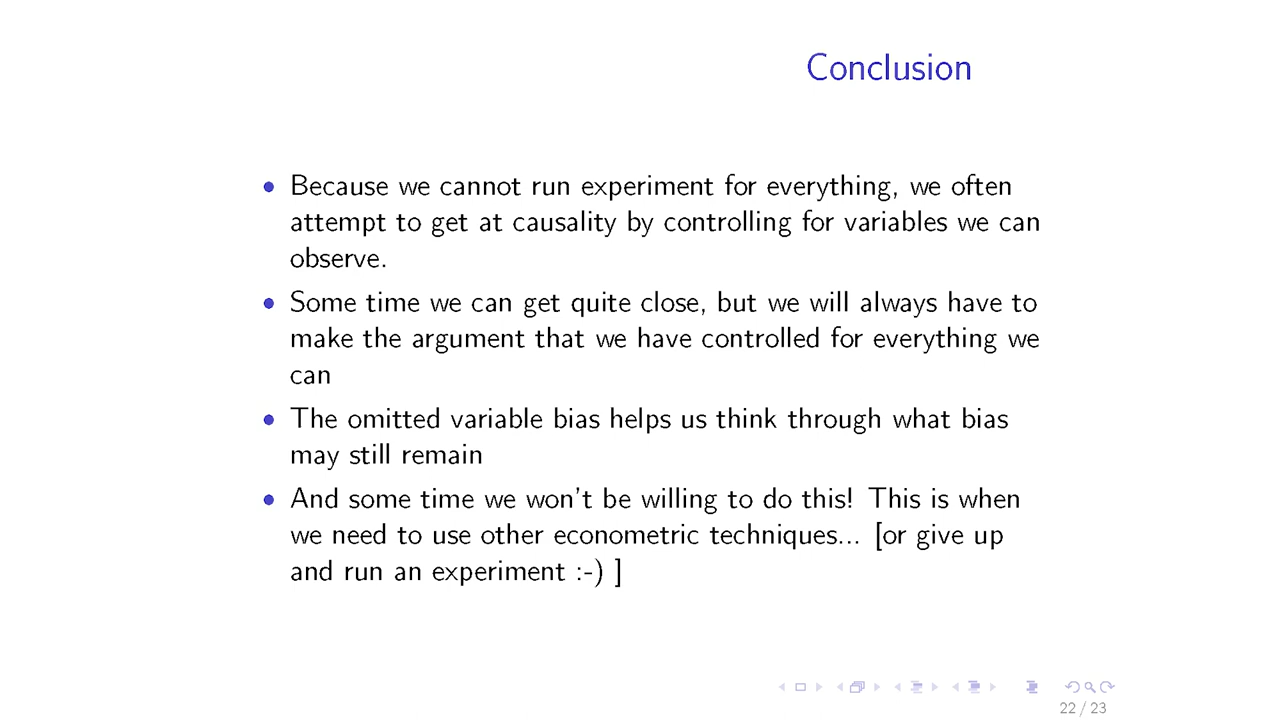 Conclusion
• Because we cannot run experiment for everything, we often
attempt to get at causality by controlling for variables we can
observe.
• Some time we can get quite close, but we will always have to
make the argument that we have controlled for everything we
can
• The omitted variable bias helps us think through what bias
may still remain
• And some time we won't be willing to do this! This is when
we need to use other econometric techniques... [or give up
and run an experiment :-) ]
22 / 23